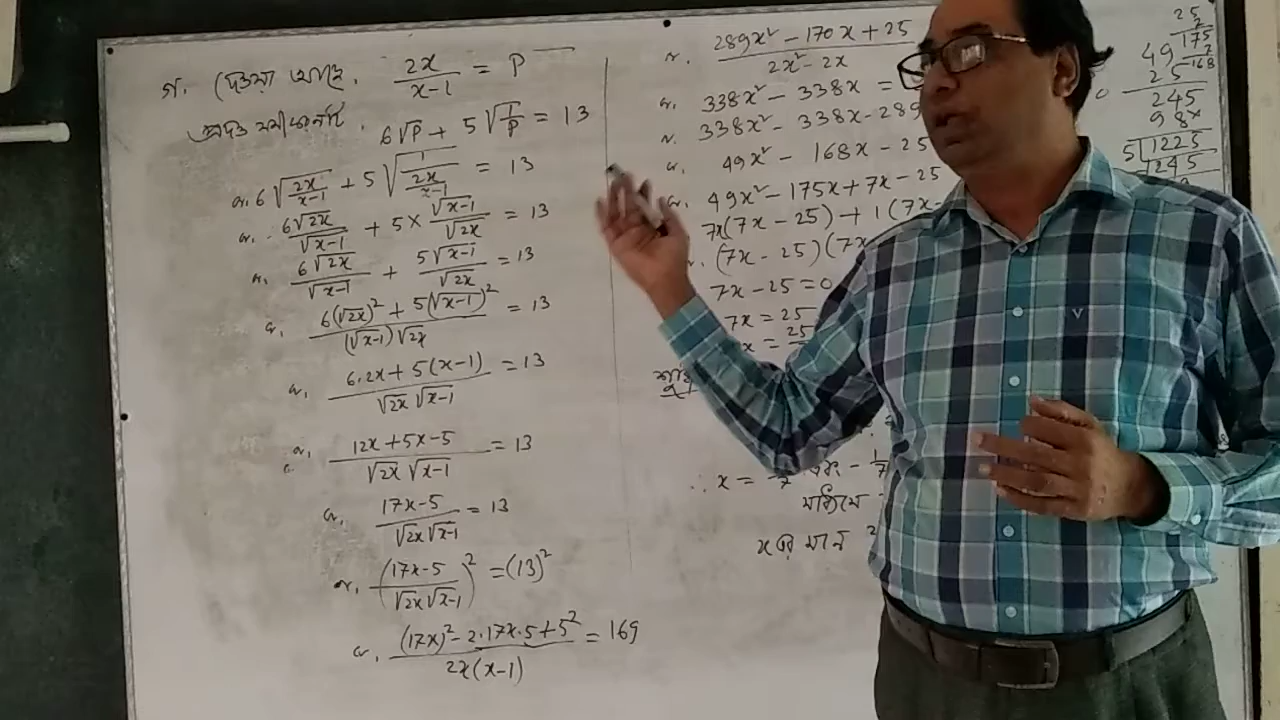 গ. দেওয়া আছে, 2x/(x-1) = P
প্রদত্ত সমীকরণটি, 6√P + 5√(1/P) = 13
বা, 6√(2x/(x-1)) + 5√(1/(2x/(x-1))) = 13
বা, 6√2x/√(x-1) + 5 × √(x-1)/√2x = 13
বা, 6√2x/√(x-1) + 5√(x-1)/√2x = 13
বা, (6(√2x)² + 5(√(x-1))²)/((√(x-1))√2x) = 13
বা, (6.2x + 5(x-1))/(√2x √(x-1)) = 13
বা, (12x + 5x - 5)/(√2x √(x-1)) = 13
বা, (17x - 5)/(√2x √(x-1)) = 13
বা, ((17x - 5)/(√2x √(x-1)))² = (13)²
বা, ((17x)² - 2.17x.5 + 5²)/(2x(x-1)) = 169
বা, (289x² - 170x + 25)/(2x² - 2x)
বা, 338x² - 338x =
বা, 338x² - 338x - 289
বা, 49x² - 168x - 25
বা, 49x² - 175x + 7x - 25
7x(7x - 25) + 1(7x -
(7x - 25)(7x
7x - 25 = 0
7x = 25
x = 25
∴ x =
x এর মান
25
175
49
25
-168
245
98x
5 1225
245